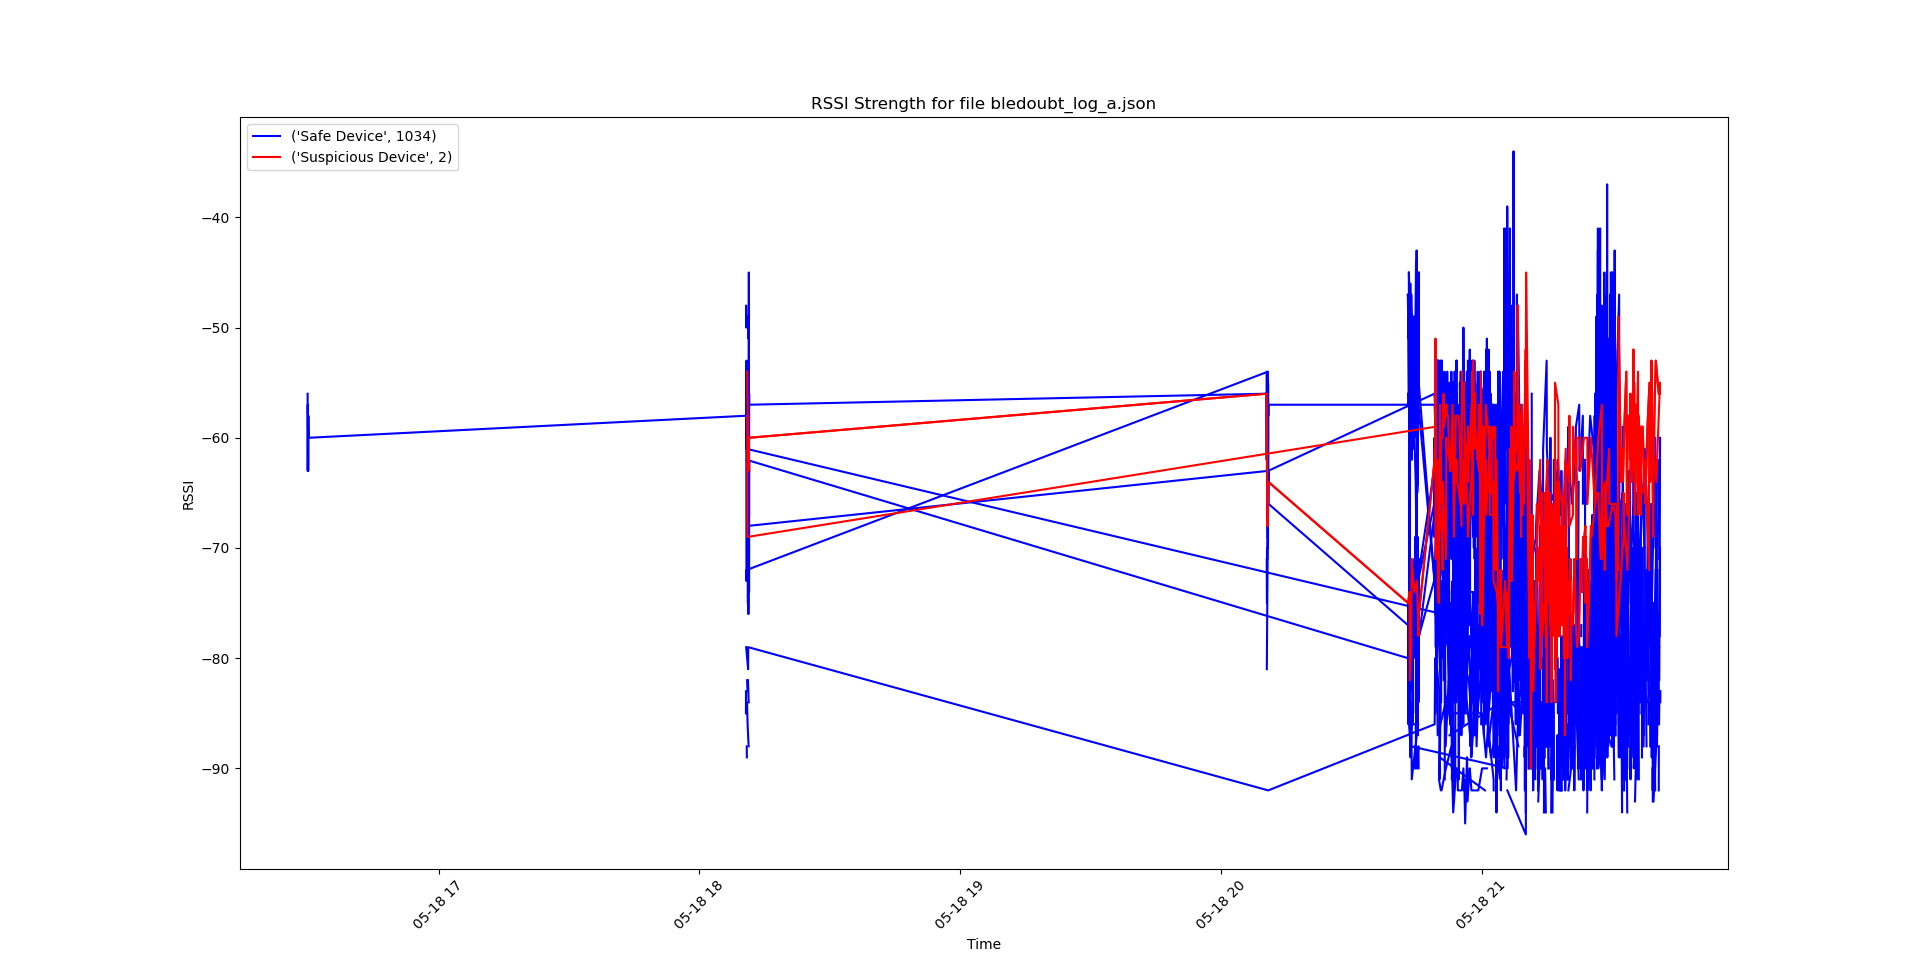 RSSI Strength for file bledoubt_log_a.json
('Safe Device', 1034)
('Suspicious Device', 2)
−40
−50
−60
−70
−80
−90
RSSI
05-18 17
05-18 18
05-18 19
05-18 20
05-18 21
Time